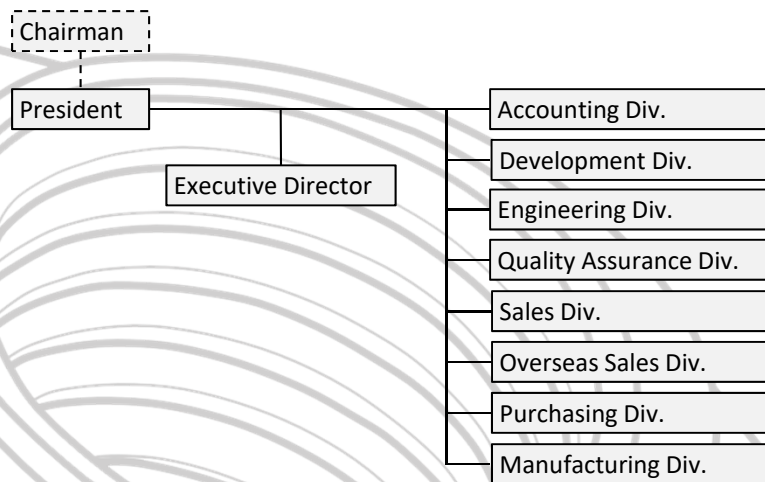 Chairman
President
Executive Director
Accounting Div.
Development Div.
Engineering Div.
Quality Assurance Div.
Sales Div.
Overseas Sales Div.
Purchasing Div.
Manufacturing Div.